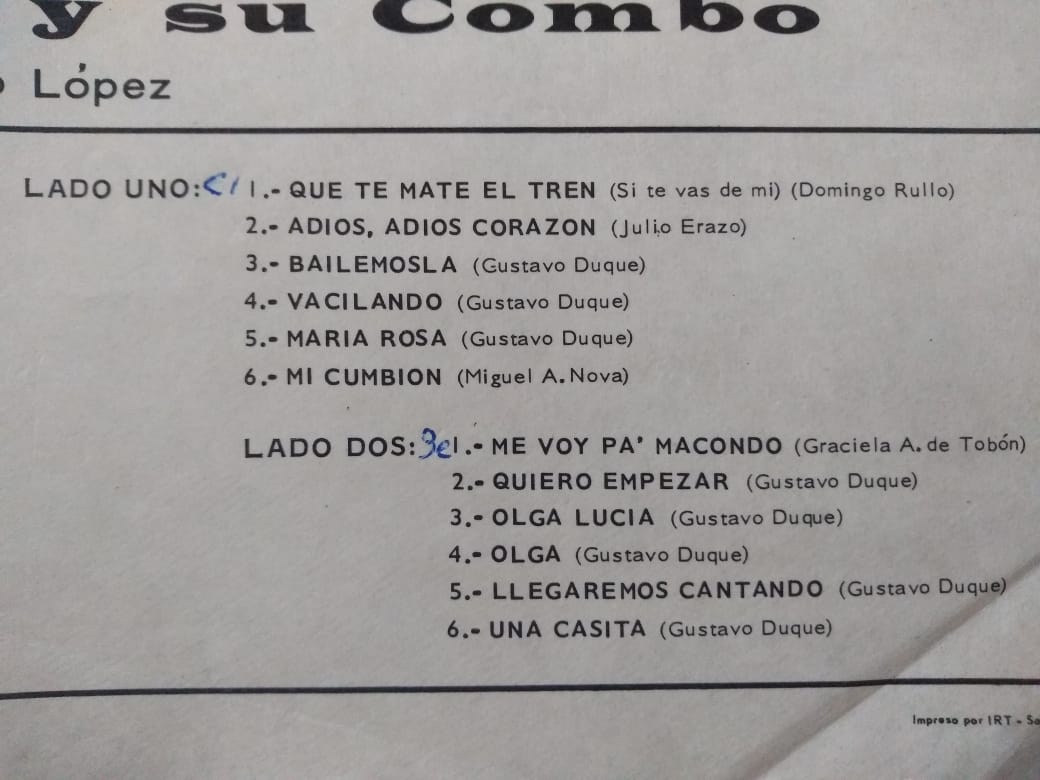 y su Combo
López
LADO UNO: 1.- QUE TE MATE EL TREN (Si te vas de mi) (Domingo Rullo)
2.- ADIOS, ADIOS CORAZON (Julio Erazo)
3.- BAILEMOSLA (Gustavo Duque)
4.- VACILANDO (Gustavo Duque)
5.- MARIA ROSA (Gustavo Duque)
6.- MI CUMBION (Miguel A. Nova)
LADO DOS: 1.- ME VOY PA' MACONDO (Graciela A. de Tobón)
2.- QUIERO EMPEZAR (Gustavo Duque)
3.- OLGA LUCIA (Gustavo Duque)
4.- OLGA (Gustavo Duque)
5.- LLEGAREMOS CANTANDO (Gustavo Duque)
6.- UNA CASITA (Gustavo Duque)
Impreso por IRT -